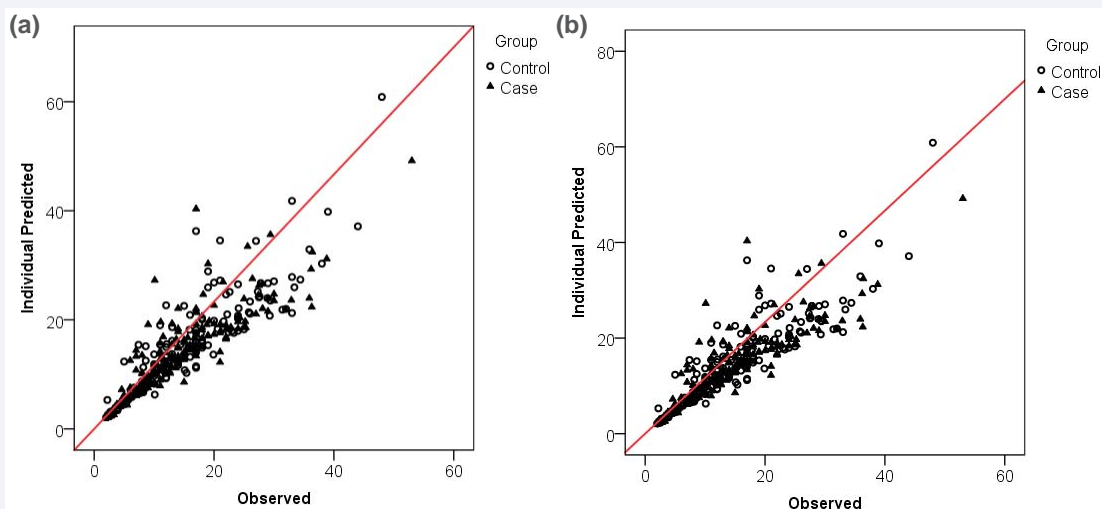 (a)
Group
Control
Case
Individual Predicted
60
40
20
0
0 20 40 60
Observed
(b)
Group
Control
Case
Individual Predicted
80
60
40
20
0
0 20 40 60
Observed